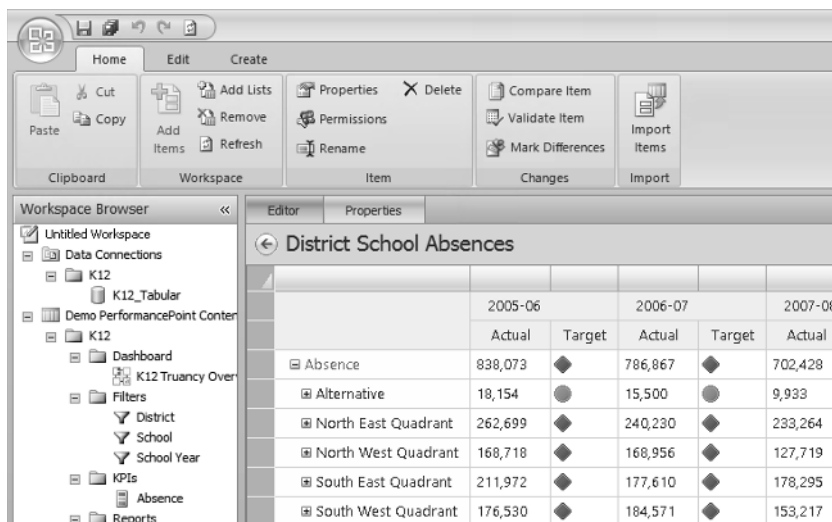 Home Edit Create
Paste
Cut
Copy
Clipboard
Add Items
Add Lists
Remove
Refresh
Workspace
Properties
Permissions
Rename
Delete
Item
Compare Item
Validate Item
Mark Differences
Changes
Import Items
Import
Workspace Browser «
Untitled Workspace
Data Connections
K12
K12_Tabular
Demo PerformancePoint Conter
K12
Dashboard
K12 Truancy Over
Filters
District
School
School Year
KPIs
Absence
Reports
Editor Properties
District School Absences
2005-06 2006-07 2007-08
Actual Target Actual Target Actual
Absence 838,073 786,867 702,428
Alternative 18,154 15,500 9,933
North East Quadrant 262,699 240,230 233,264
North West Quadrant 168,718 168,956 127,719
South East Quadrant 211,972 177,610 178,295
South West Quadrant 176,530 184,571 153,217